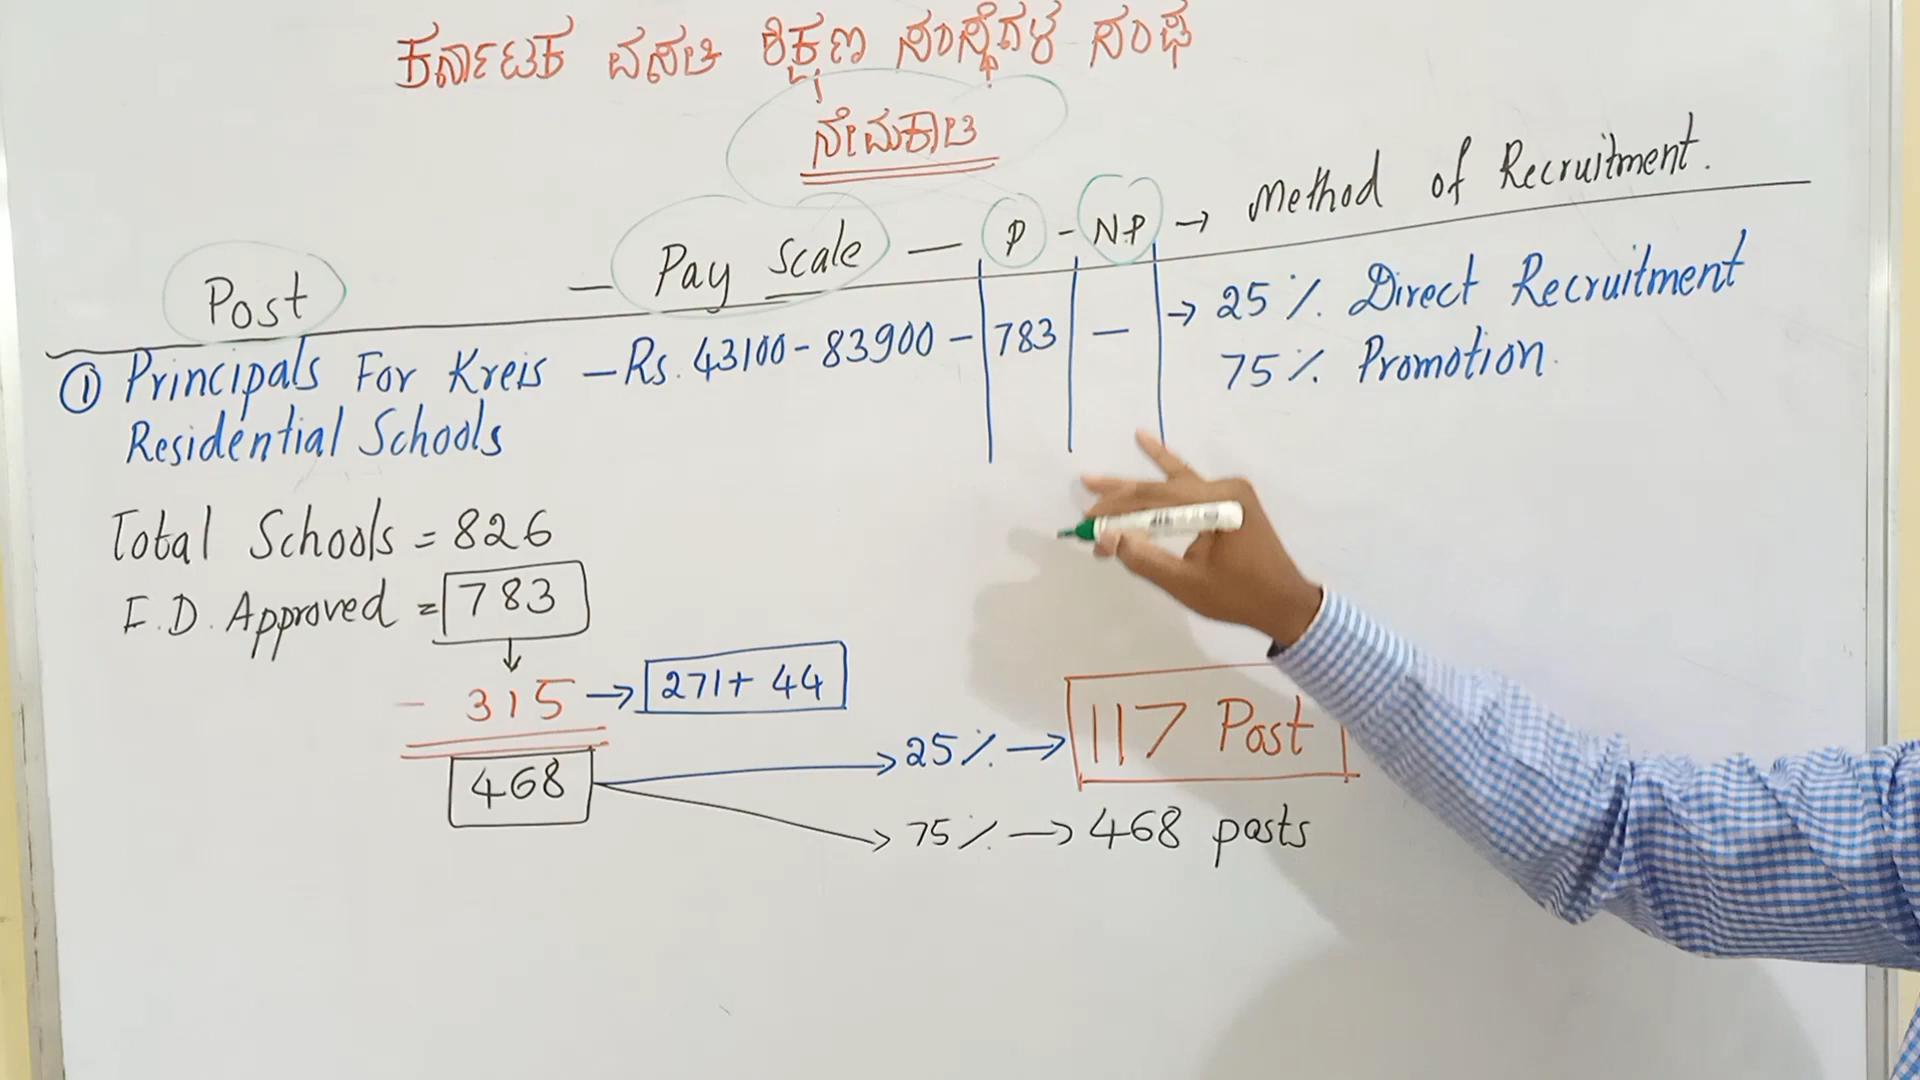 ಕರ್ನಾಟಕ ವಸತಿ ಶಿಕ್ಷಣ ಸಂಸ್ಥೆಗಳ ಸಂಘ
ನೇಮಕಾತಿ
Post — Pay Scale — P - N.P → Method of Recruitment.
① Principals For Kreis — Rs. 43100 - 83900 — 783 — → 25 % Direct Recruitment
Residential Schools 75 % Promotion.
Total Schools = 826
F.D. Approved = 783
- 315 → 271 + 44
468 → 25 % → 117 Post
→ 75 % → 468 posts